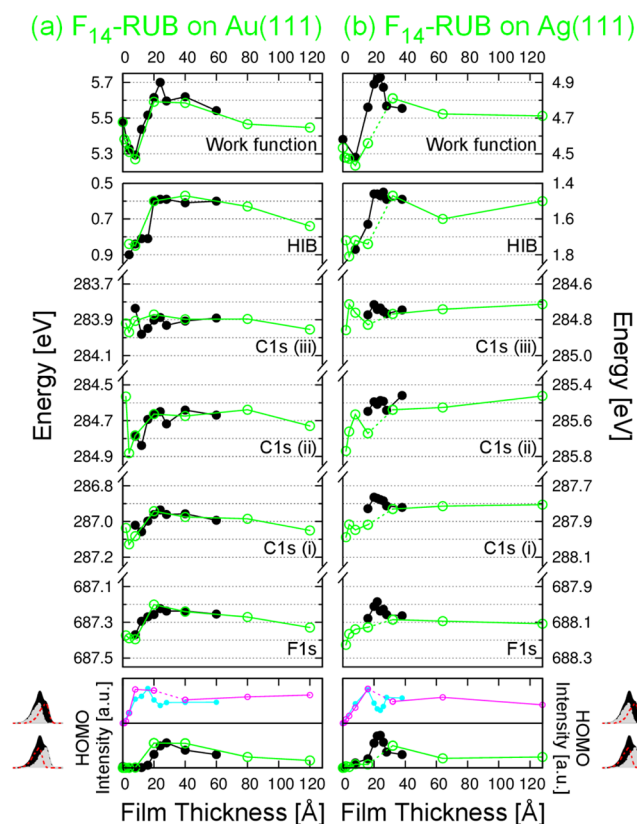 (a) F14-RUB on Au(111)
(b) F14-RUB on Ag(111)
0 20 40 60 80 100 120
0 20 40 60 80 100 120
5.7
5.5
5.3
Work function
4.9
4.7
4.5
Work function
0.5
0.7
0.9
HIB
1.4
1.6
1.8
HIB
283.7
283.9
284.1
C1s (iii)
284.6
284.8
285.0
C1s (iii)
284.5
284.7
284.9
C1s (ii)
285.4
285.6
285.8
C1s (ii)
286.8
287.0
287.2
C1s (i)
287.7
287.9
288.1
C1s (i)
687.1
687.3
687.5
F1s
687.9
688.1
688.3
F1s
Energy [eV]
Energy [eV]
HOMO
Intensity [a.u.]
HOMO
Intensity [a.u.]
0 20 40 60 80 100 120
0 20 40 60 80 100 120
Film Thickness [Å]
Film Thickness [Å]